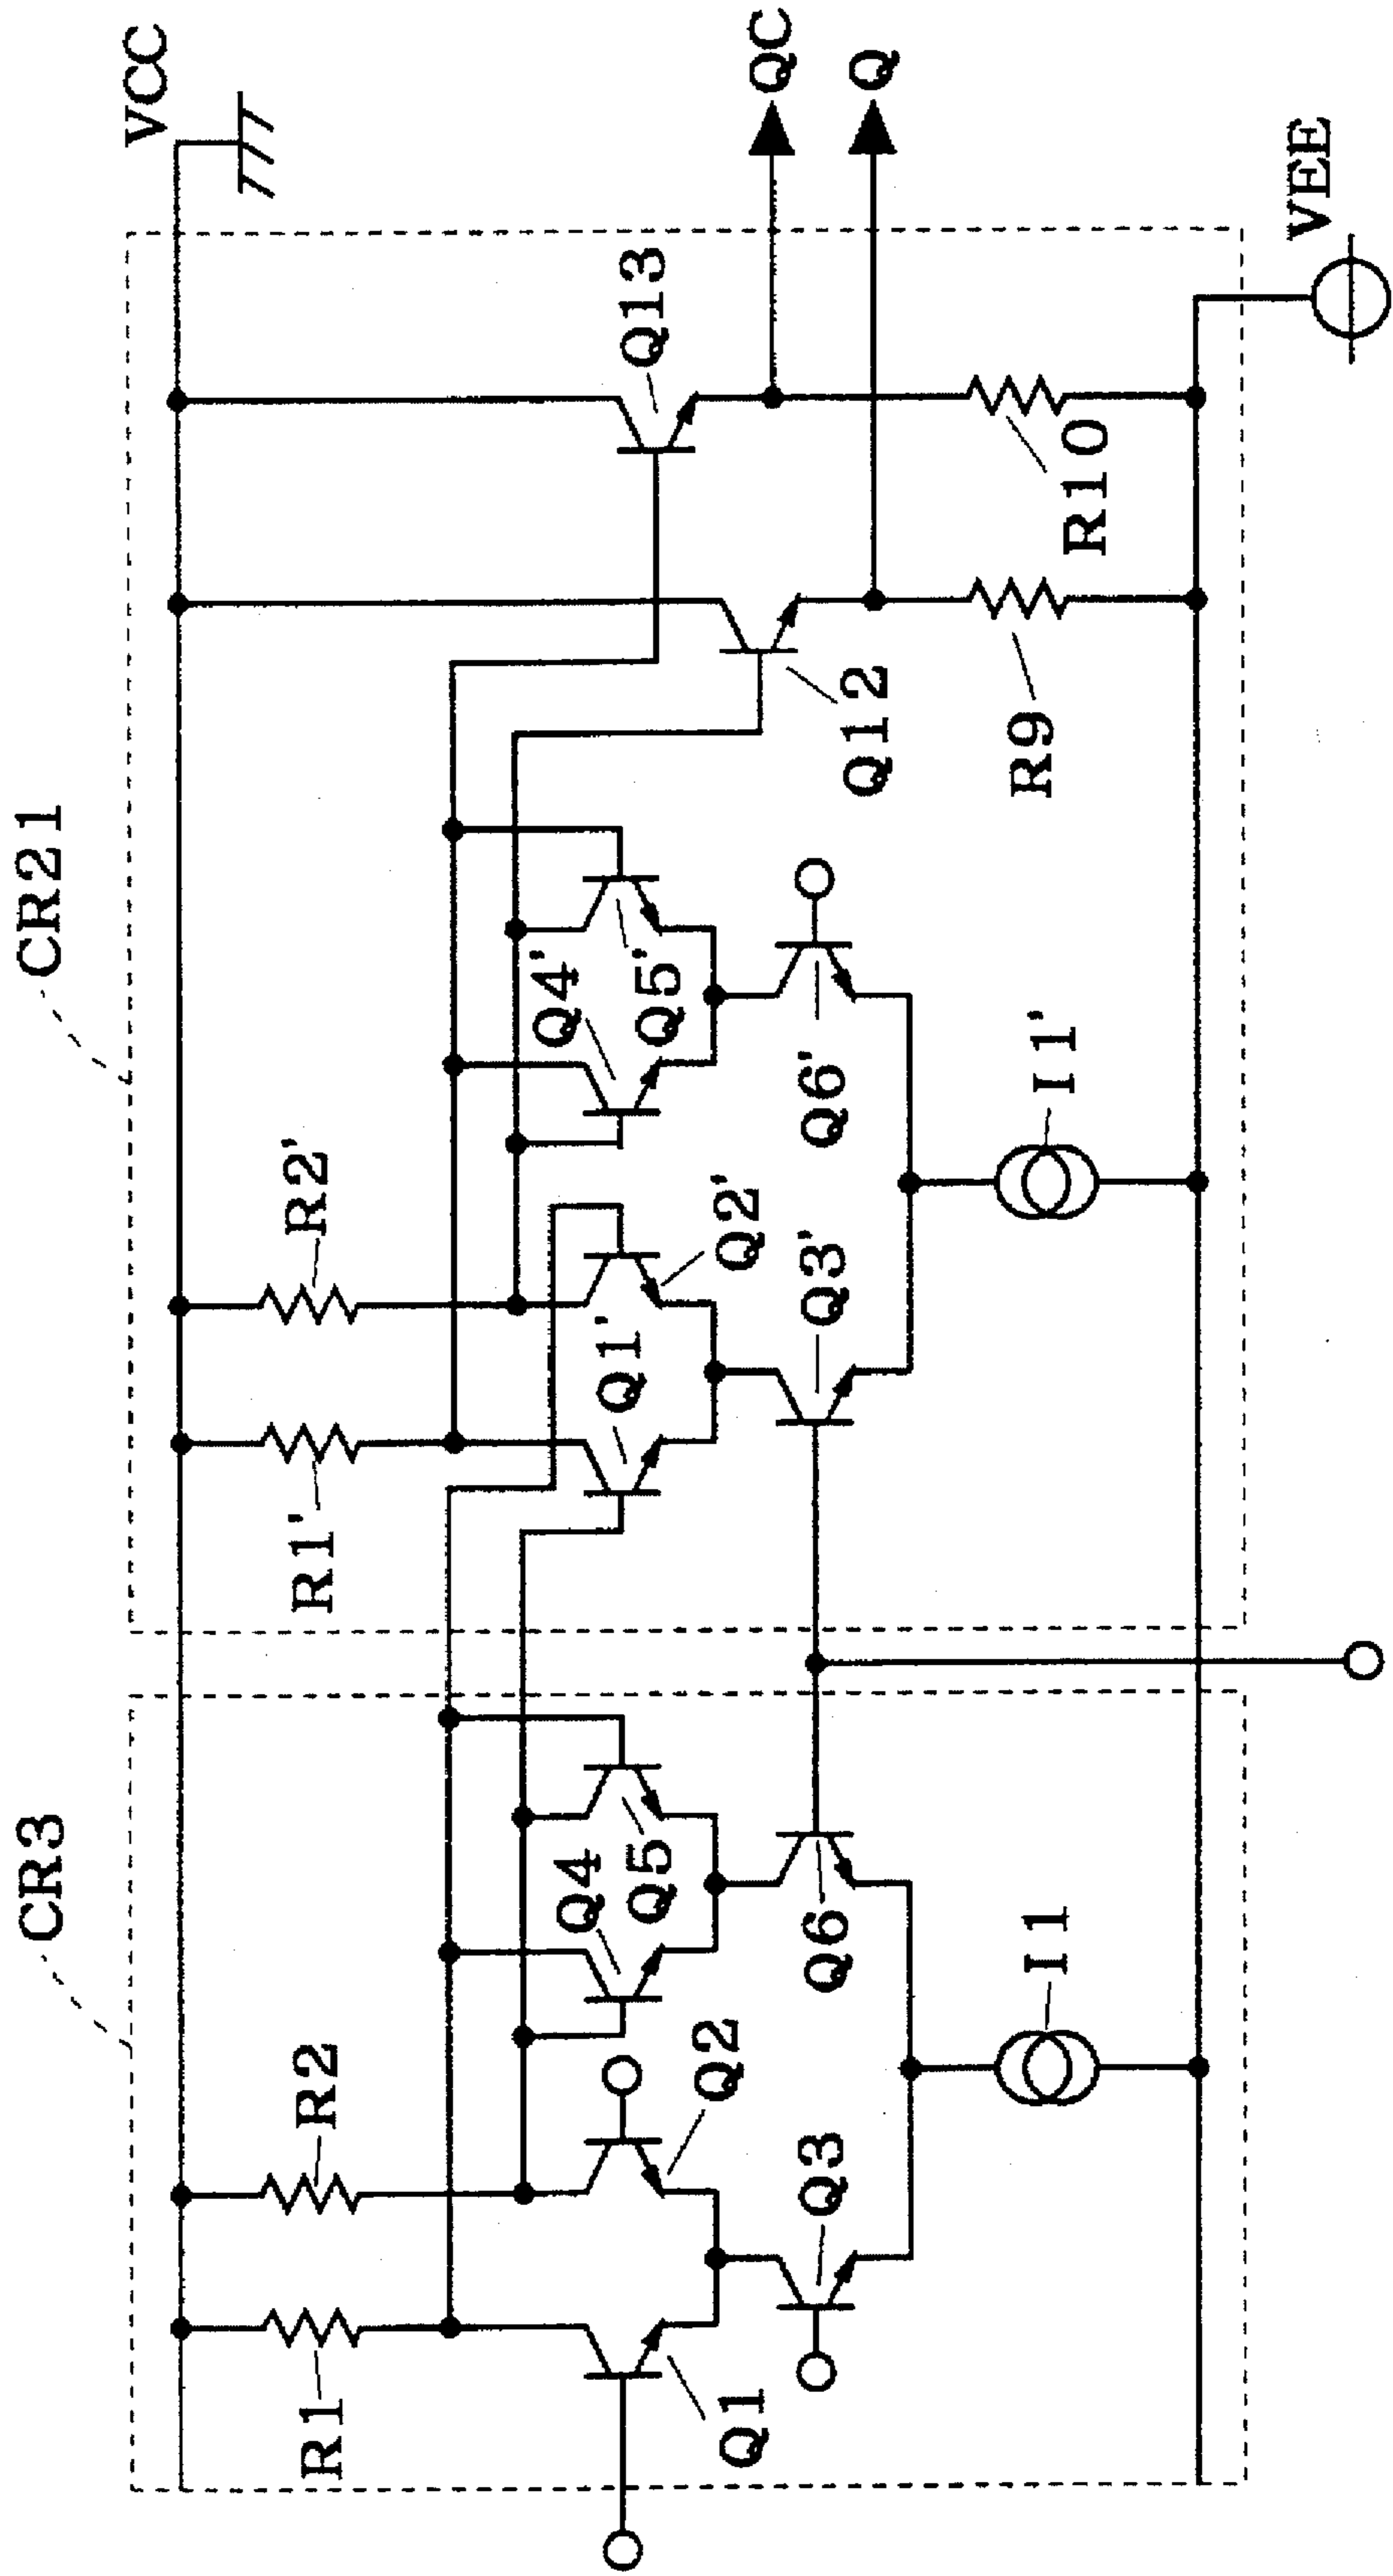 CR3
CR21
VCC
R1
R2
R1'
R2'
Q4
Q5
Q4'
Q5'
Q13
QC
Q1
Q2
Q1'
Q2'
Q12
Q
Q3
Q6
Q3'
Q6'
R9
R10
I1
I1'
VEE